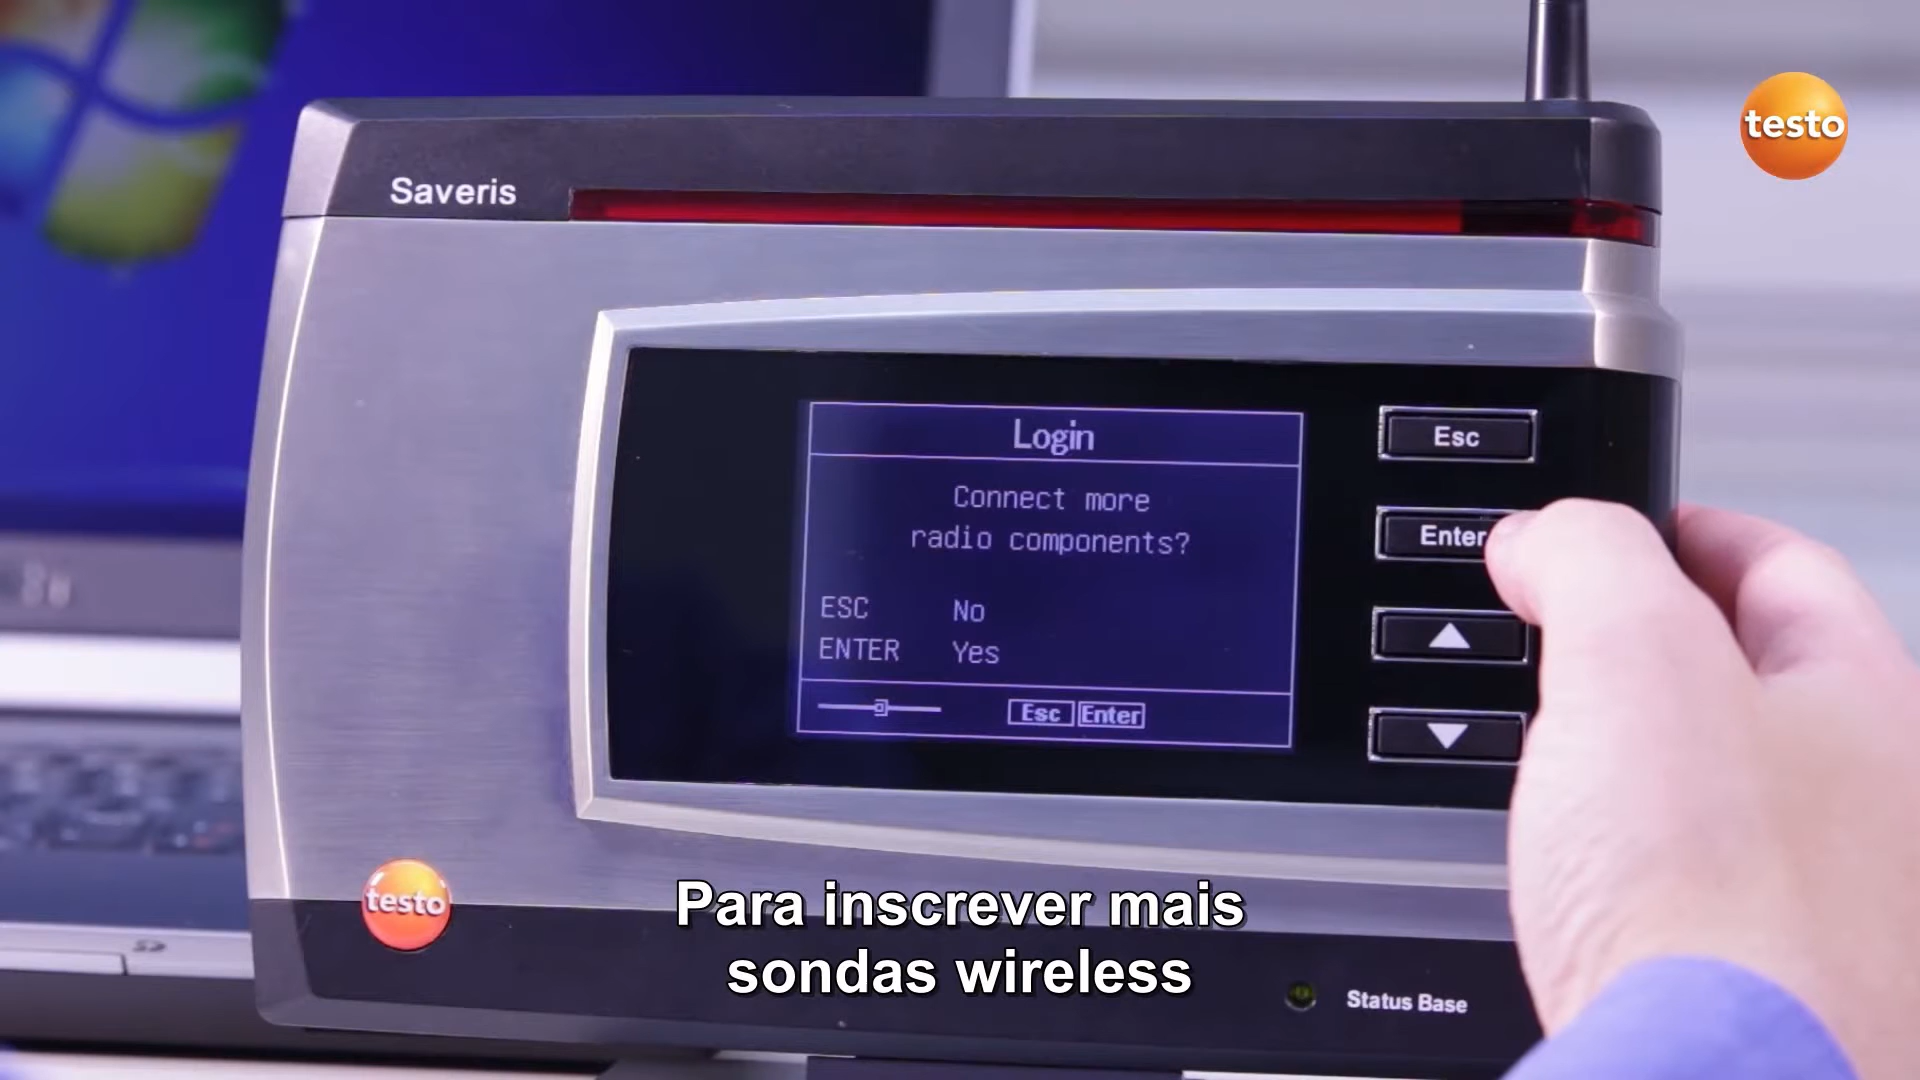 testo
Saveris
Login
Connect more
radio components?
ESC No
ENTER Yes
Esc Enter
Esc
Enter
testo
Para inscrever mais
sondas wireless
Status Base